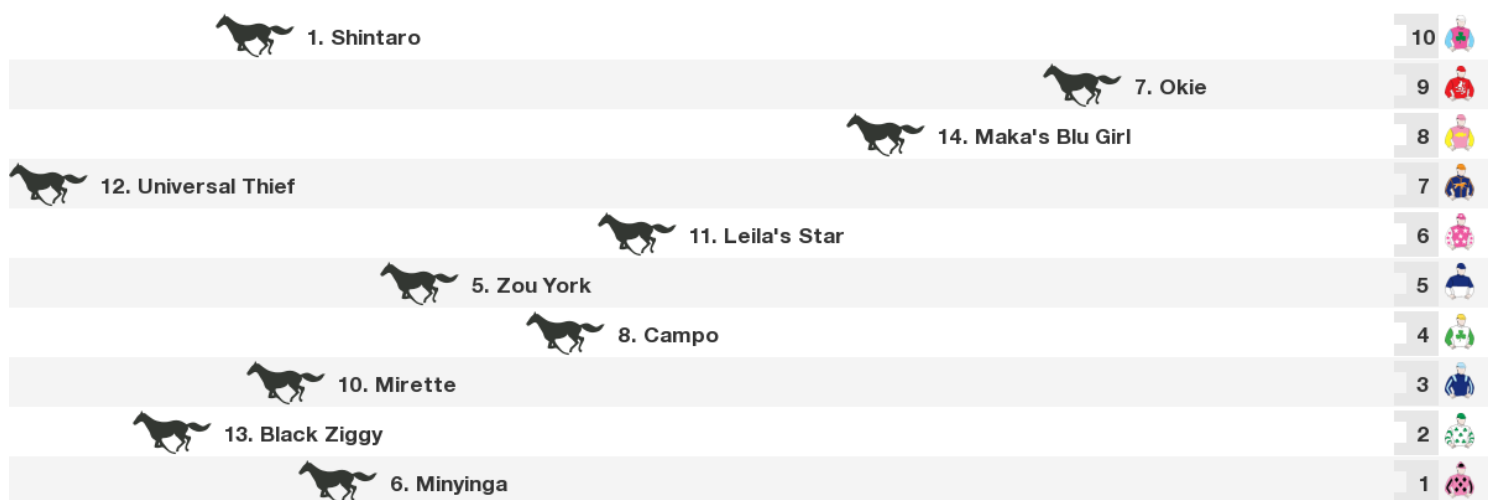 1. Shintaro 10
7. Okie 9
14. Maka's Blu Girl 8
12. Universal Thief 7
11. Leila's Star 6
5. Zou York 5
8. Campo 4
10. Mirette 3
13. Black Ziggy 2
6. Minyinga 1